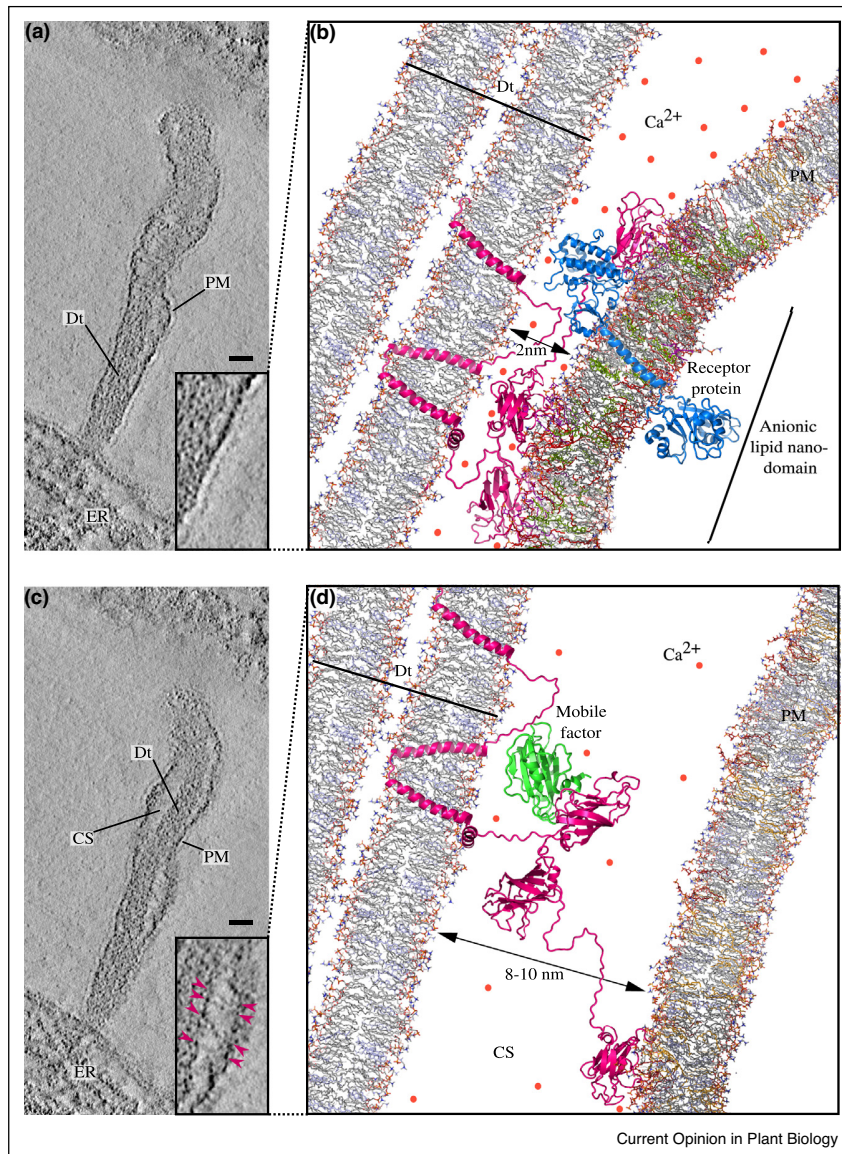 (a)
PM
Dt
ER
(b)
Dt
Ca2+
PM
2nm
Receptor
protein
Anionic
lipid nano-
domain
(c)
Dt
CS
PM
ER
(d)
Dt
Ca2+
Mobile
factor
PM
8-10 nm
CS
Current Opinion in Plant Biology